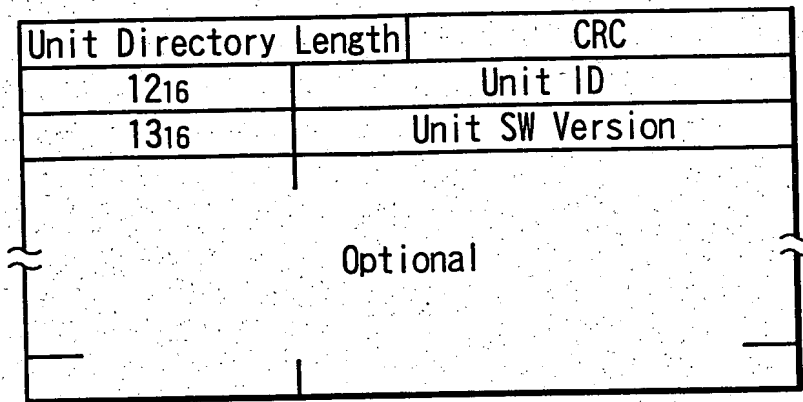 Unit Directory Length CRC
1216 Unit ID
1316 Unit SW Version
Optional